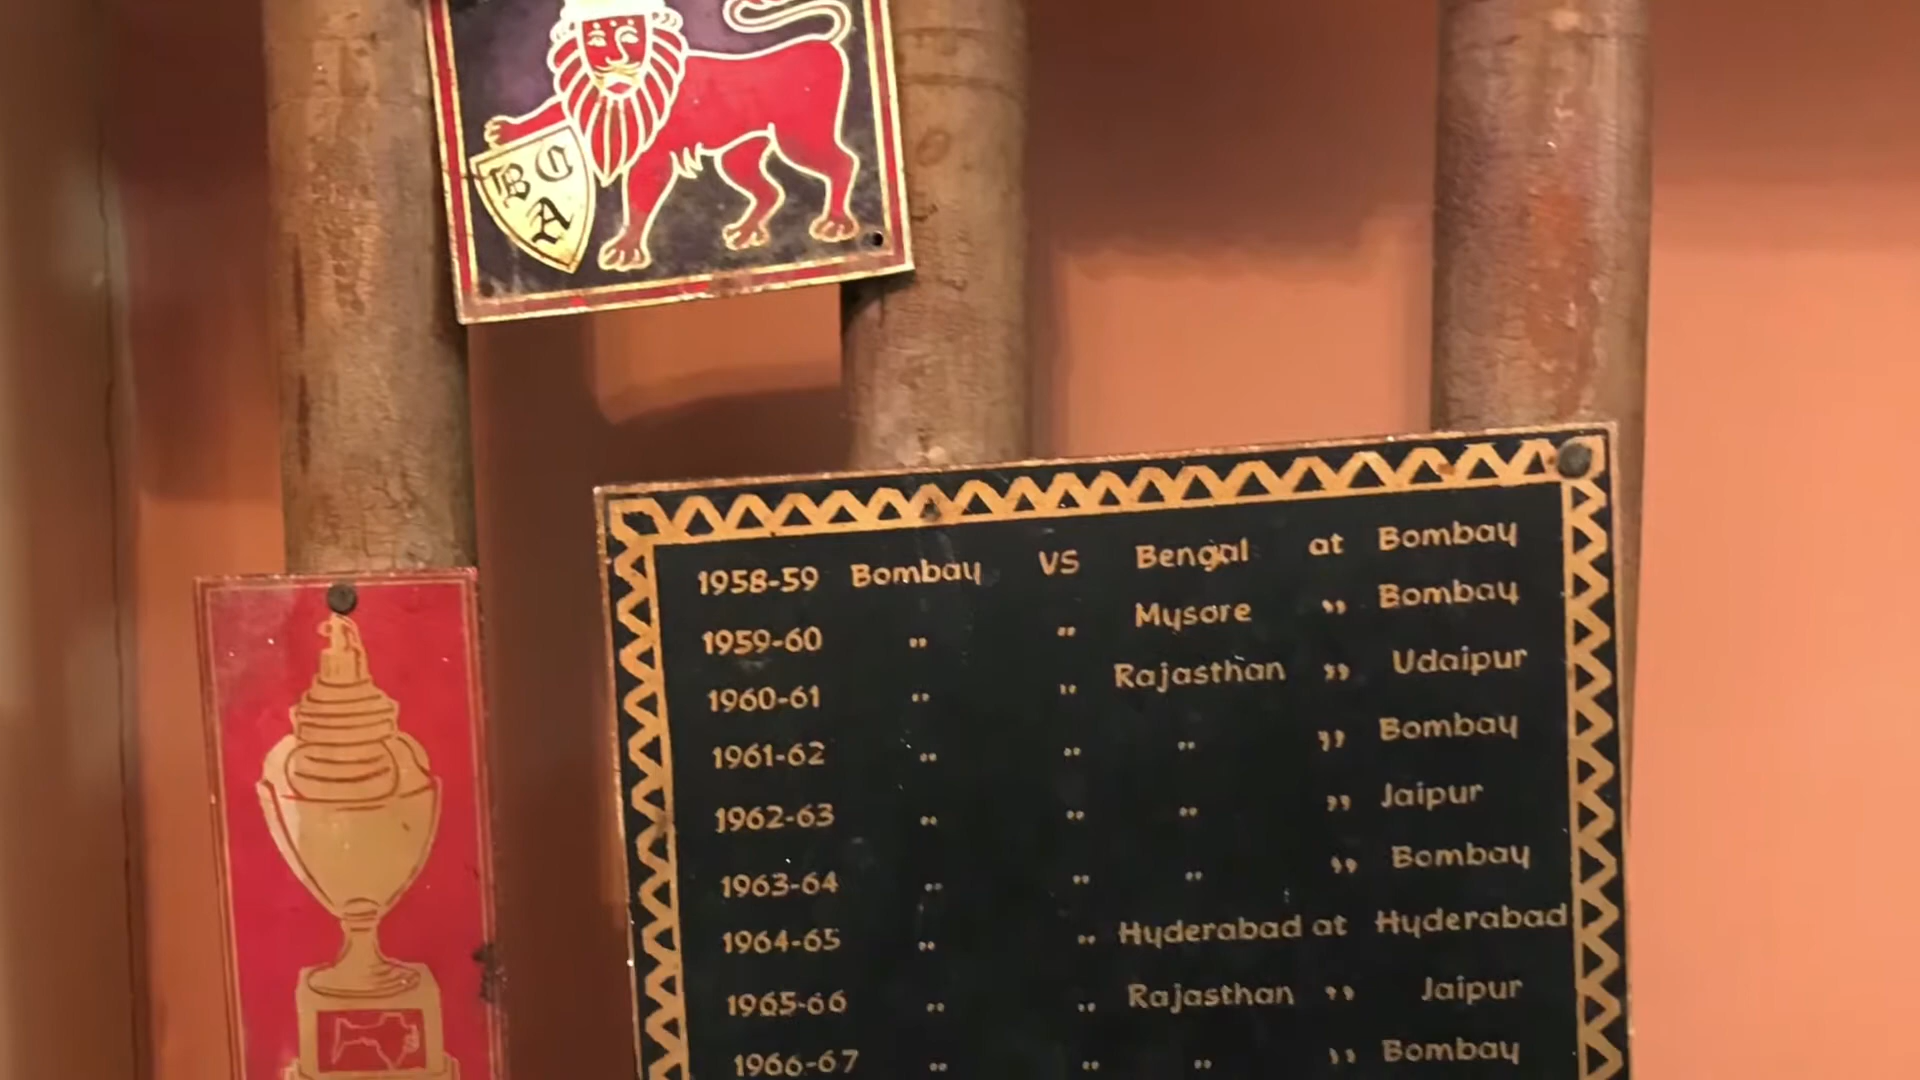 B C
A
1958-59 Bombay VS Bengal at Bombay
1959-60 „ „ Mysore „ Bombay
1960-61 „ „ Rajasthan „ Udaipur
1961-62 „ „ „ „ Bombay
1962-63 „ „ „ „ Jaipur
1963-64 „ „ „ „ Bombay
1964-65 „ „ Hyderabad at Hyderabad
1965-66 „ „ Rajasthan „ Jaipur
1966-67 „ „ „ „ Bombay